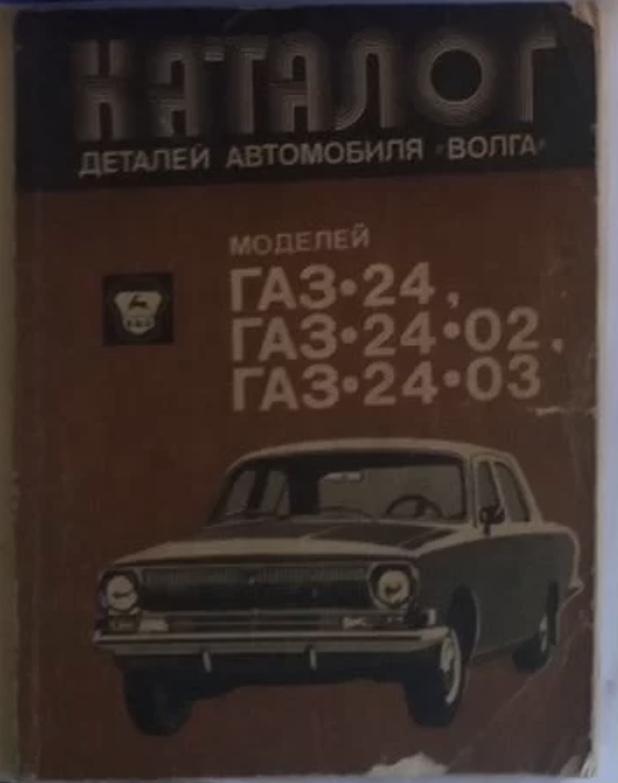 КАТАЛОГ
ДЕТАЛЕЙ АВТОМОБИЛЯ "ВОЛГА"
МОДЕЛЕЙ
ГАЗ•24,
ГАЗ•24•02,
ГАЗ•24•03